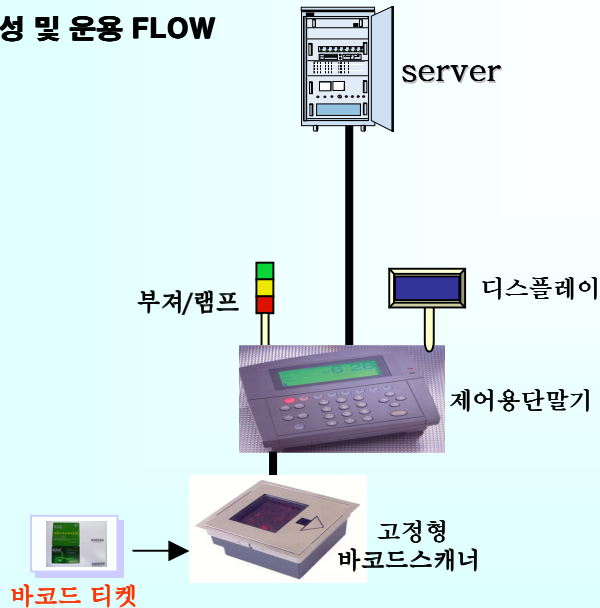 성 및 운용 FLOW
server
부져/램프
디스플레이
제어용단말기
고정형
바코드스캐너
바코드 티켓